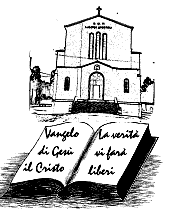 Vangelo
di Gesù
il Cristo
La verità
vi farà
liberi